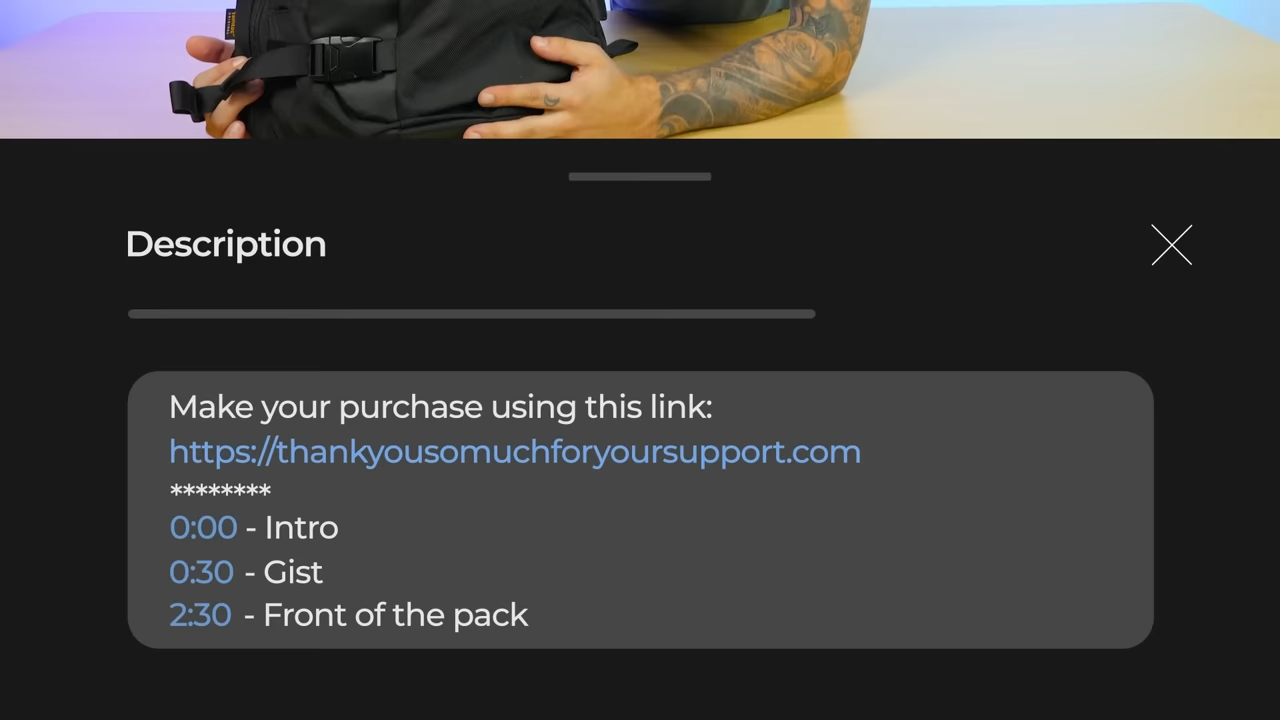 Description
Make your purchase using this link:
https://thankyousomuchforyoursupport.com
********
0:00 - Intro
0:30 - Gist
2:30 - Front of the pack